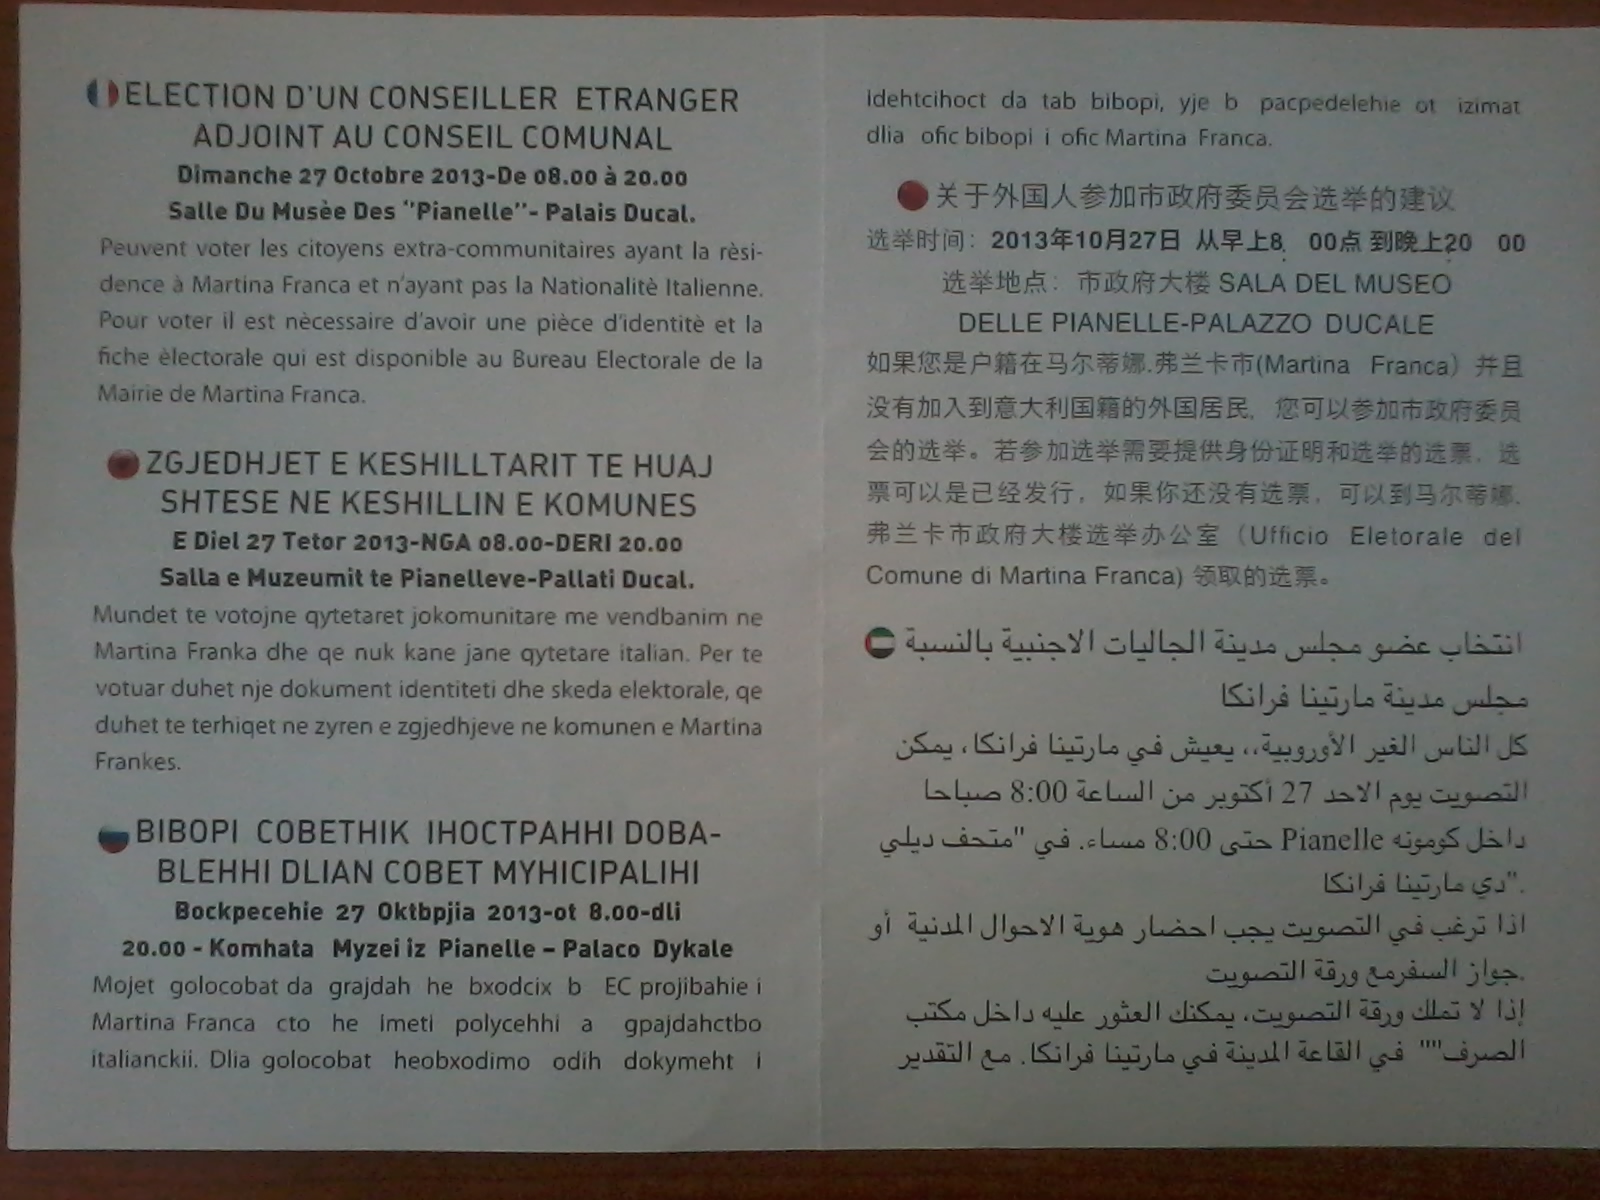 ELECTION D'UN CONSEILLER ETRANGER
ADJOINT AU CONSEIL COMUNAL
Dimanche 27 Octobre 2013-De 08.00 à 20.00
Salle Du Musèe Des "Pianelle"- Palais Ducal.
Peuvent voter les citoyens extra-communitaires ayant la rèsi-
dence à Martina Franca et n'ayant pas la Nationalitè Italienne.
Pour voter il est nècessaire d'avoir une pièce d'identitè et la
fiche èlectorale qui est disponible au Bureau Electorale de la
Mairie de Martina Franca.
ZGJEDHJET E KESHILLTARIT TE HUAJ
SHTESE NE KESHILLIN E KOMUNES
E Diel 27 Tetor 2013-NGA 08.00-DERI 20.00
Salla e Muzeumit te Pianelleve-Pallati Ducal.
Mundet te votojne qytetaret jokomunitare me vendbanim ne
Martina Franka dhe qe nuk kane jane qytetare italian. Per te
votuar duhet nje dokument identiteti dhe skeda elektorale, qe
duhet te terhiqet ne zyren e zgjedhjeve ne komunen e Martina
Frankes.
BIBOPI COBETHIK IHOCTPAHHI DOBA-
BLEHHI DLIAN COBET MYHICIPALIHI
Bockpecehie 27 Oktbpjia 2013-ot 8.00-dli
20.00 - Komhata Myzei iz Pianelle – Palaco Dykale
Mojet golocobat da grajdah he bxodcix b EC projibahie i
Martina Franca cto he imeti polycehhi a gpajdahctbo
italianckii. Dlia golocobat heobxodimo odih dokymeht i
idehtcihoct da tab bibopi, yje b pacpedelehie ot izimat
dlia ofic bibopi i ofic Martina Franca.
关于外国人参加市政府委员会选举的建议
选举时间：2013年10月27日 从早上8. 00点 到晚上20 00
选举地点：市政府大楼 SALA DEL MUSEO
DELLE PIANELLE-PALAZZO DUCALE
如果您是户籍在马尔蒂娜.弗兰卡市(Martina Franca）并且
没有加入到意大利国籍的外国居民，您可以参加市政府委员
会的选举。若参加选举需要提供身份证明和选举的选票，选
票可以是已经发行，如果你还没有选票，可以到马尔蒂娜.
弗兰卡市政府大楼选举办公室（Ufficio Eletorale del
Comune di Martina Franca) 领取的选票。
انتخاب عضو مجلس مدينة الجاليات الاجنبية بالنسبة
مجلس مدينة مارتينا فرانكا
كل الناس الغير الأوروبية،، يعيش في مارتينا فرانكا، يمكن
التصويت يوم الاحد 27 أكتوبر من الساعة 8:00 صباحا
داخل كومونه Pianelle حتى 8:00 مساء. في "متحف ديلي
."دي مارتينا فرانكا
اذا ترغب في التصويت يجب احضار هوية الاحوال المدنية أو
.جواز السفرمع ورقة التصويت
إذا لا تملك ورقة التصويت، يمكنك العثور عليه داخل مكتب
الصرف"" في القاعة المدينة في مارتينا فرانكا. مع التقدير